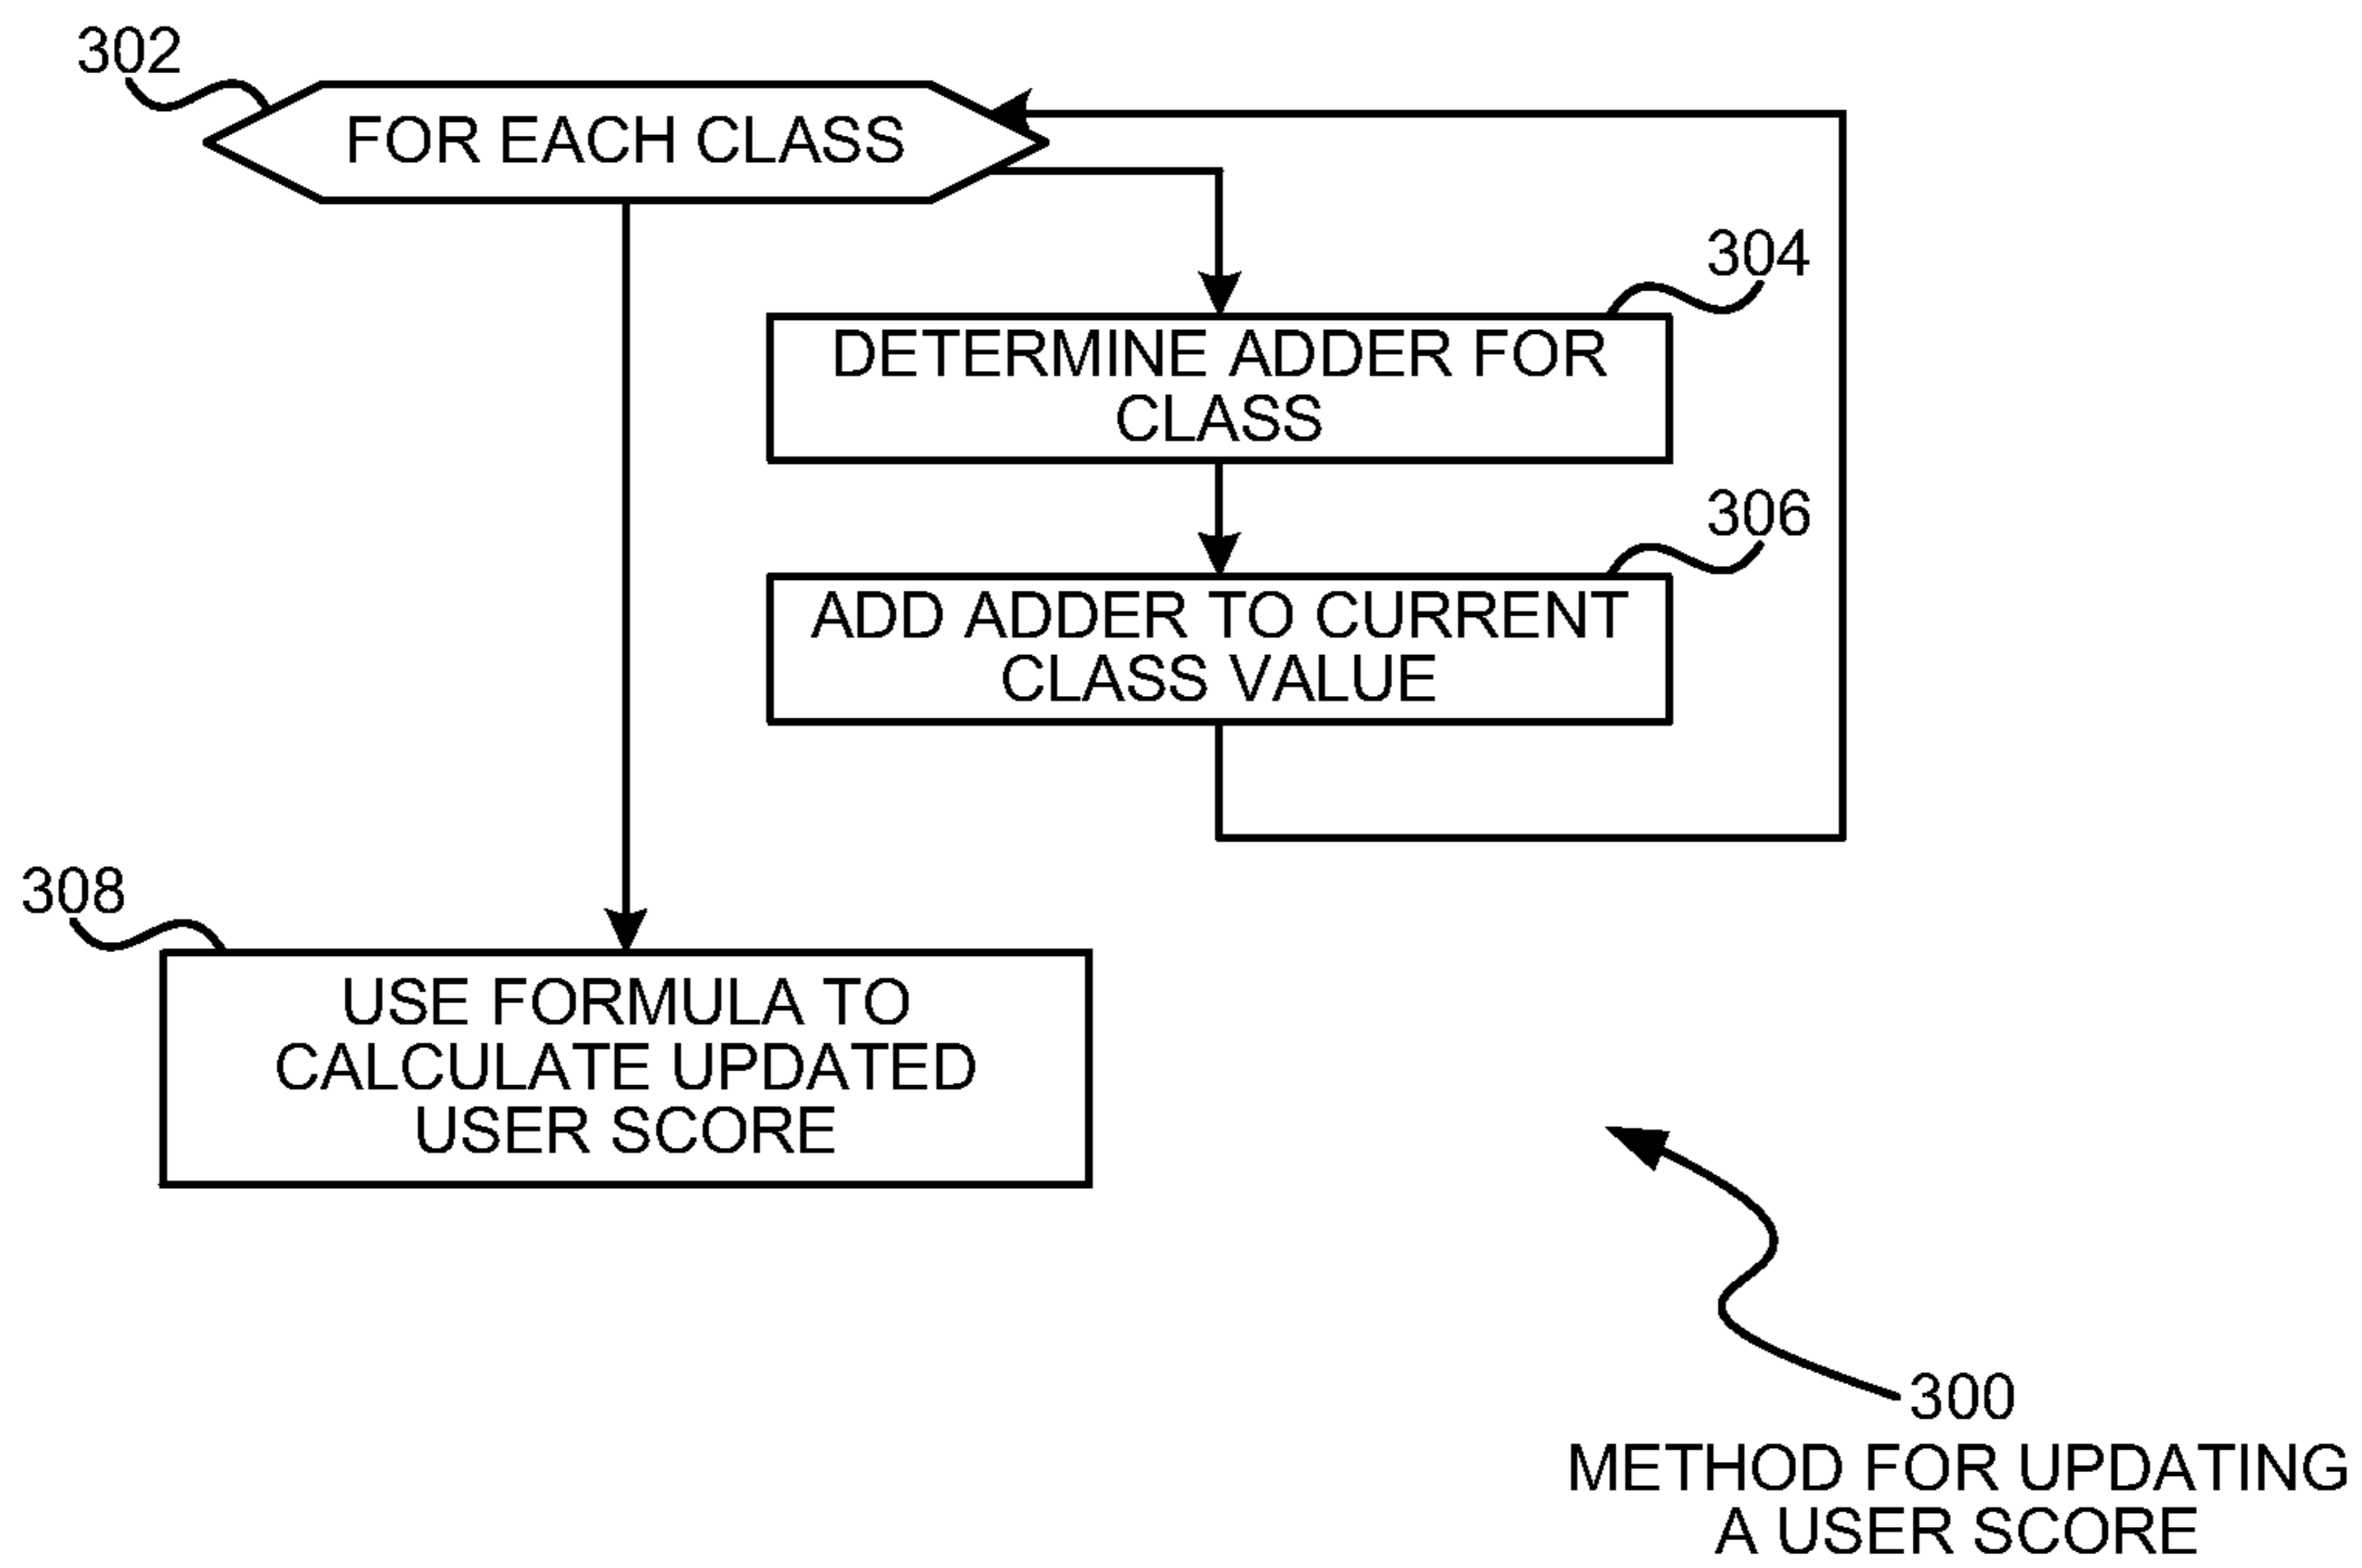 302
FOR EACH CLASS
304
DETERMINE ADDER FOR
CLASS
306
ADD ADDER TO CURRENT
CLASS VALUE
308
USE FORMULA TO
CALCULATE UPDATED
USER SCORE
300
METHOD FOR UPDATING
A USER SCORE